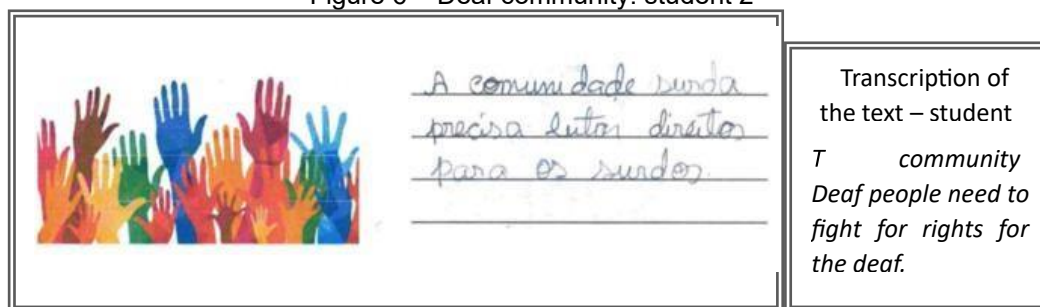 Figure 6 – Deaf community: student 2
A comunidade surda
precisa lutar direitos
para os surdos.
Transcription of
the text – student
T community
Deaf people need to
fight for rights for
the deaf.